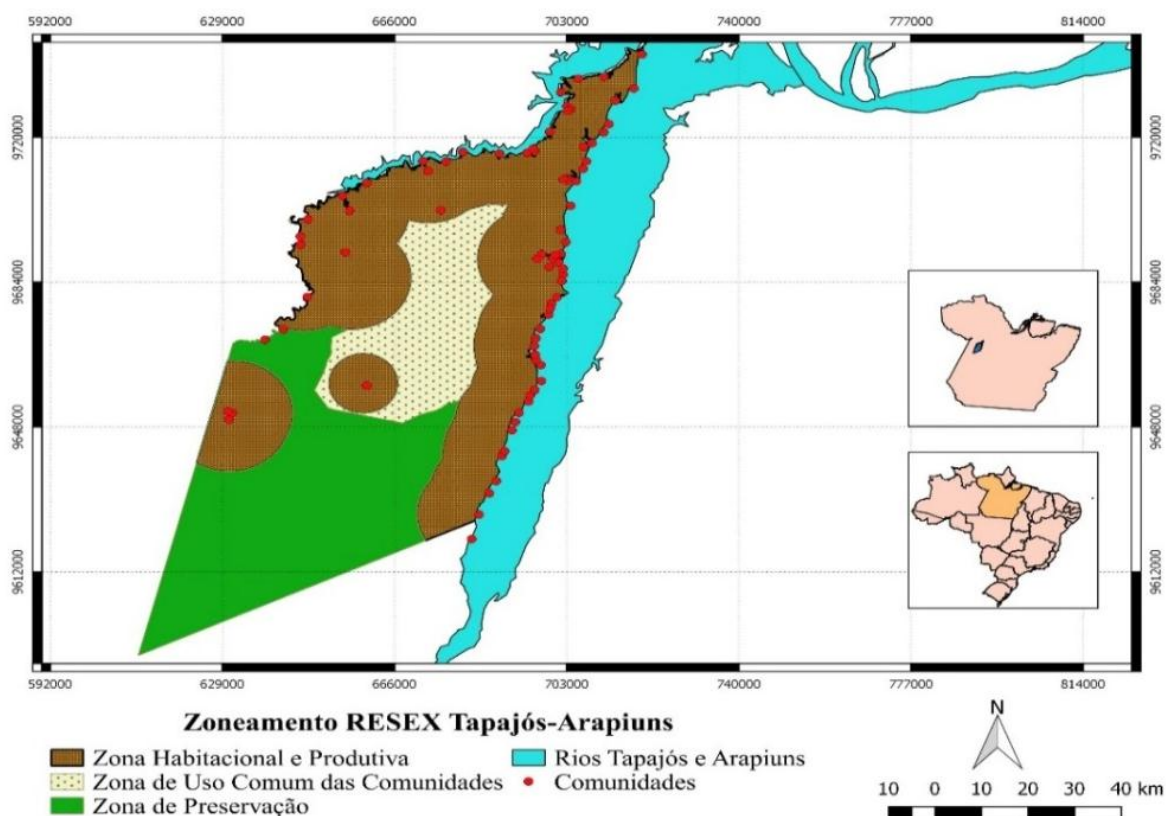 592000 629000 666000 703000 740000 777000 814000
9720000 9720000
9684000 9684000
9648000 9648000
9612000 9612000
592000 629000 666000 703000 740000 777000 814000
Zoneamento RESEX Tapajós-Arapiuns
Zona Habitacional e Produtiva Rios Tapajós e Arapiuns
Zona de Uso Comum das Comunidades Comunidades
Zona de Preservação
N
10 0 10 20 30 40 km